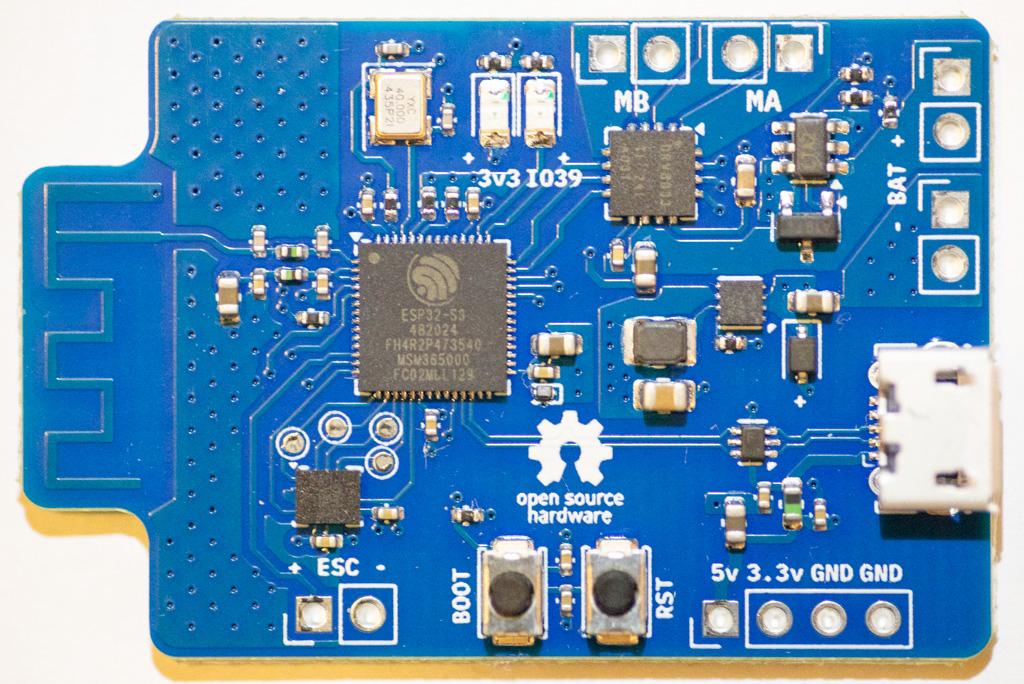 YXC
40.000
435P21
MB
MA
+
+
3v3 IO39
+
BAT
-
ESP32-S3
482024
FH4R2P473540
MSM365000
FC02MLL129
+
open source
hardware
+ ESC -
BOOT
RST
5v 3.3v GND GND